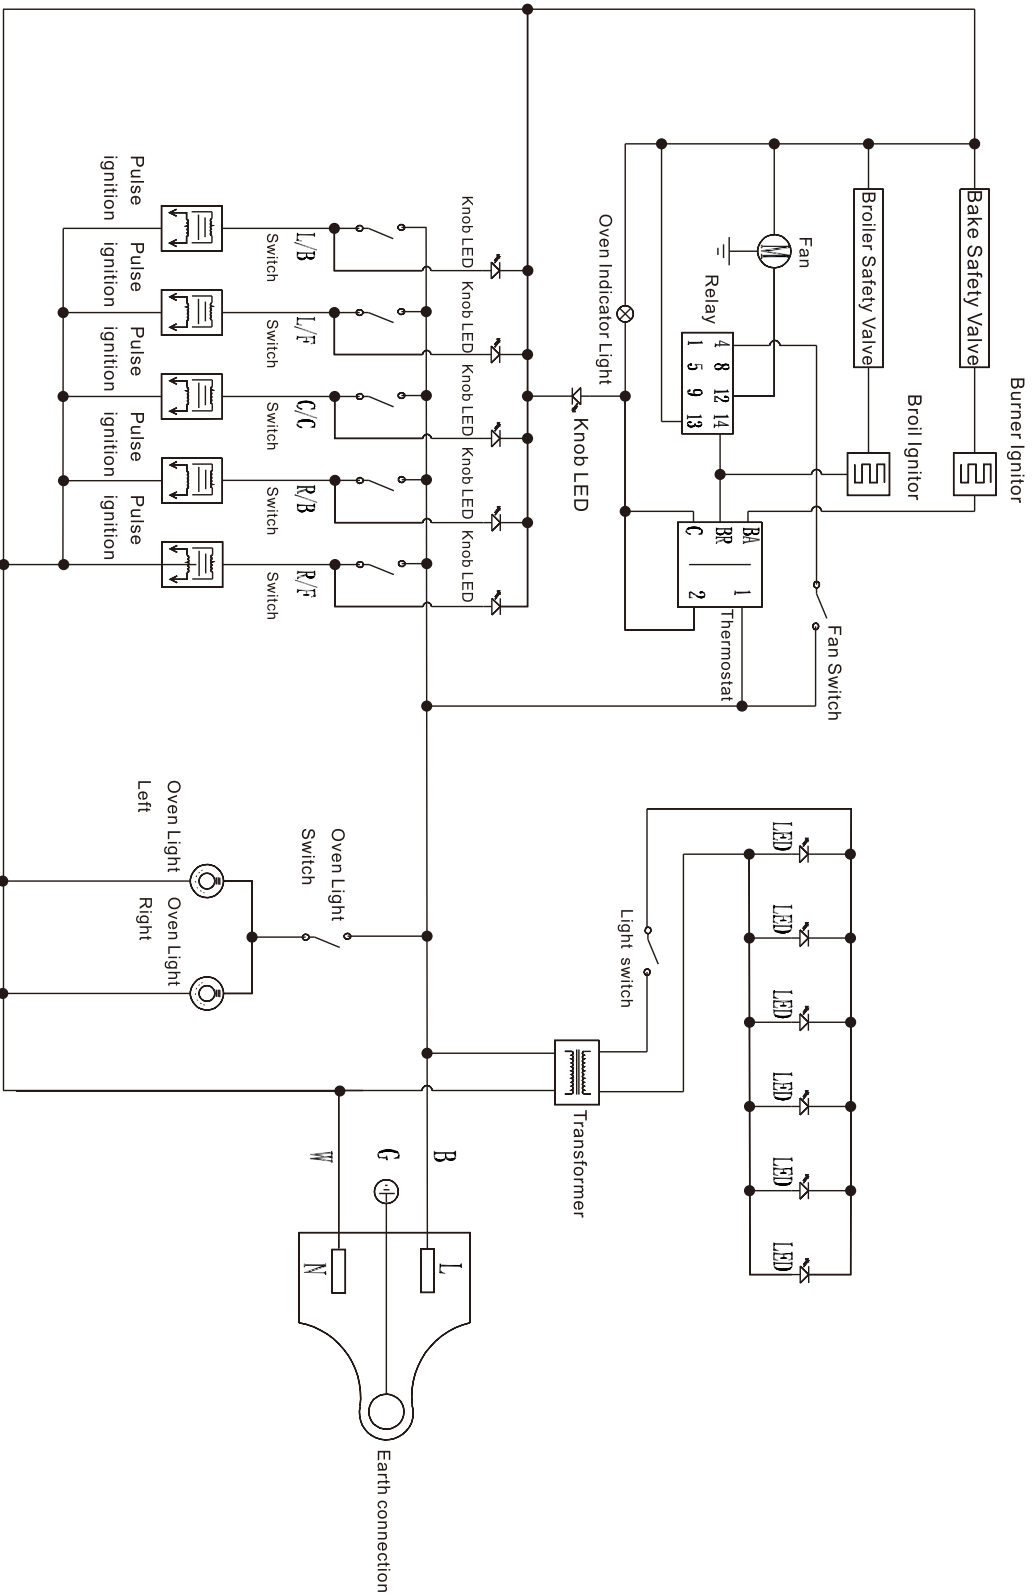 Burner Ignitor
Bake Safety Valve
Broil Ignitor
Broiler Safety Valve
Fan Switch
Fan
M
Relay
4 8 12 14
1 5 9 13
BA 1
BR
C 2
Thermostat
Oven Indicator Light
Knob LED
Knob LED
Knob LED
Knob LED
Knob LED
Knob LED
L/B
Switch
L/F
Switch
C/C
Switch
R/B
Switch
R/F
Switch
Pulse
ignition
Pulse
ignition
Pulse
ignition
Pulse
ignition
Pulse
ignition
LED
LED
LED
LED
LED
LED
Light switch
Transformer
Oven Light
Switch
Oven Light
Left
Oven Light
Right
B
G
W
L
N
Earth connection